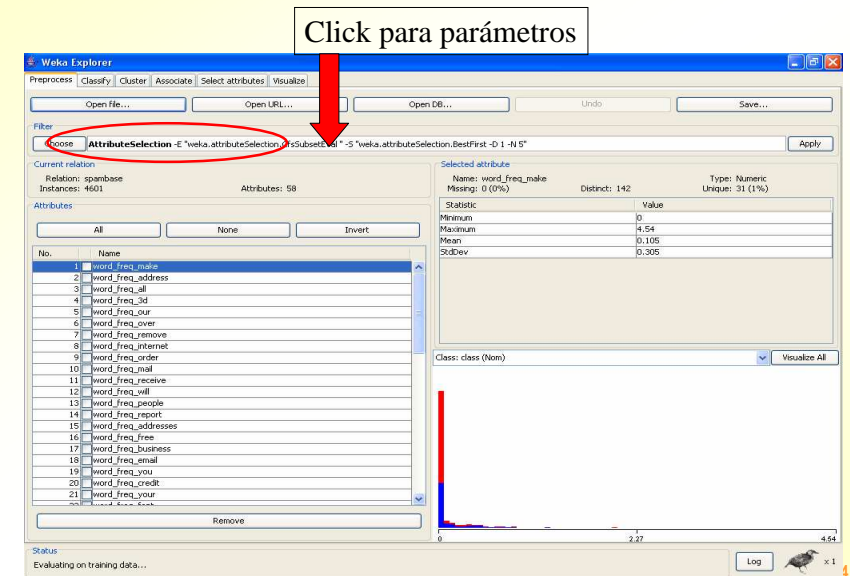 Click para parámetros
Weka Explorer
Preprocess Classify Cluster Associate Select attributes Visualize
Open file... Open URL... Open DB... Undo Save...
Filter
Choose AttributeSelection -E "weka.attributeSelection.CfsSubsetEval " -S "weka.attributeSelection.BestFirst -D 1 -N 5" Apply
Current relation
Relation: spambase
Instances: 4601 Attributes: 58
Attributes
All None Invert
No. Name
1 word_freq_make
2 word_freq_address
3 word_freq_all
4 word_freq_3d
5 word_freq_our
6 word_freq_over
7 word_freq_remove
8 word_freq_internet
9 word_freq_order
10 word_freq_mail
11 word_freq_receive
12 word_freq_will
13 word_freq_people
14 word_freq_report
15 word_freq_addresses
16 word_freq_free
17 word_freq_business
18 word_freq_email
19 word_freq_you
20 word_freq_credit
21 word_freq_your
Remove
Selected attribute
Name: word_freq_make Type: Numeric
Missing: 0 (0%) Distinct: 142 Unique: 31 (1%)
Statistic Value
Minimum 0
Maximum 4.54
Mean 0.105
StdDev 0.305
Class: class (Nom) Visualize All
0 2.27 4.54
Status
Evaluating on training data... Log x 1